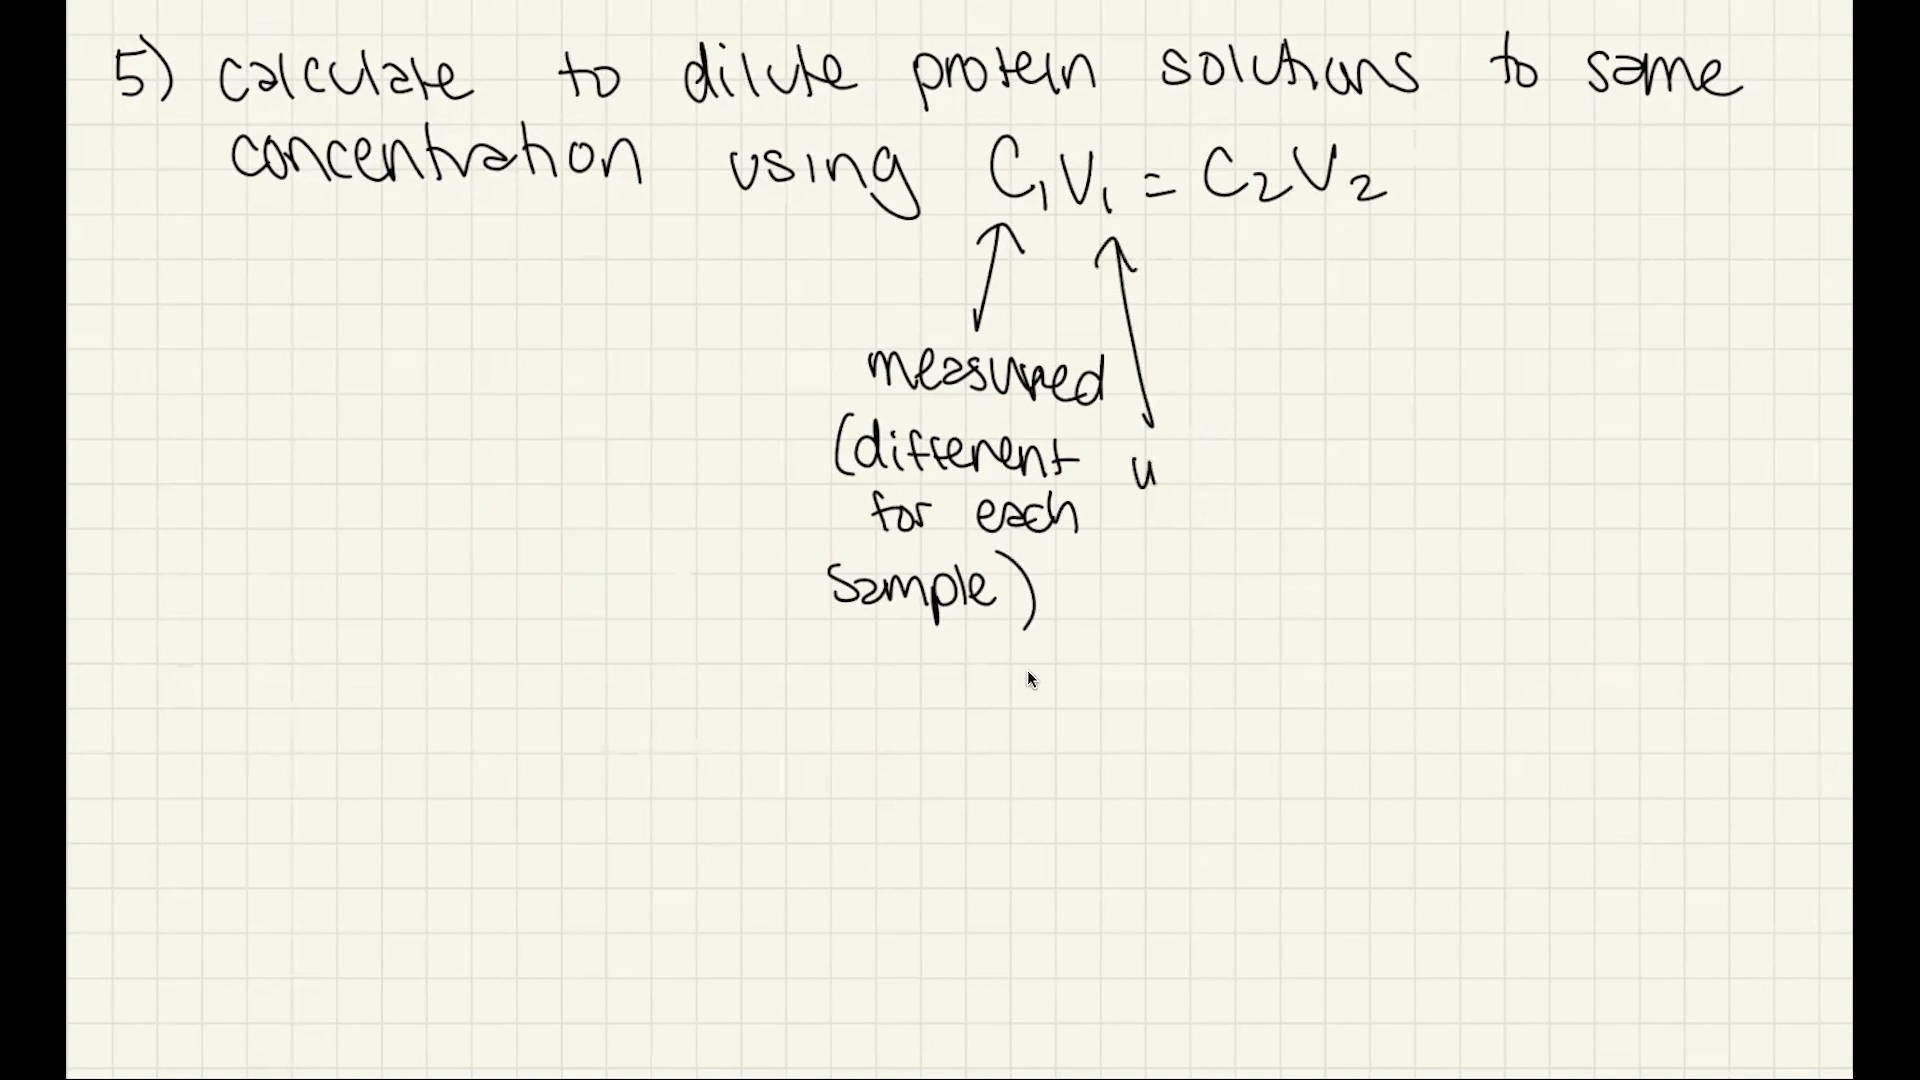 5) calculate to dilute protein solutions to same
concentration using C₁V₁ = C₂V₂
measured
(different
for each
sample)
u